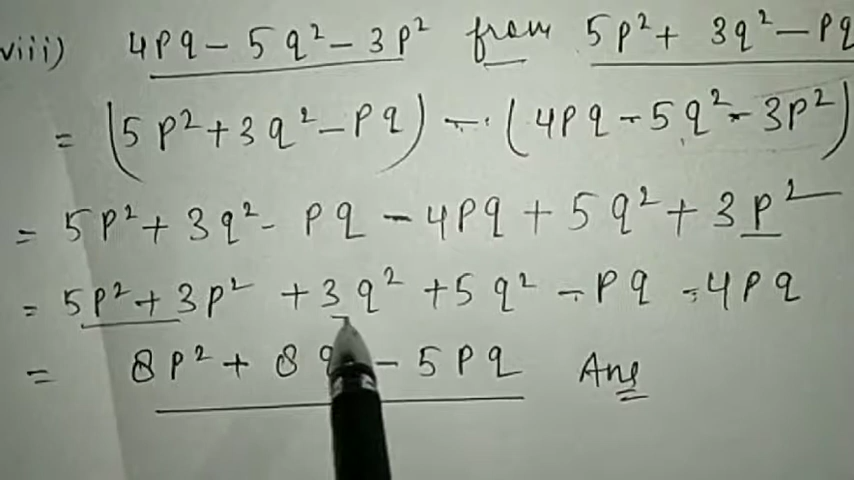 viii) 4pq - 5q² - 3p² from 5p² + 3q² - pq
= (5p² + 3q² - pq) - (4pq - 5q² - 3p²)
= 5p² + 3q² - pq - 4pq + 5q² + 3p²
= 5p² + 3p² + 3q² + 5q² - pq - 4pq
= 8p² + 8q - 5pq Ans